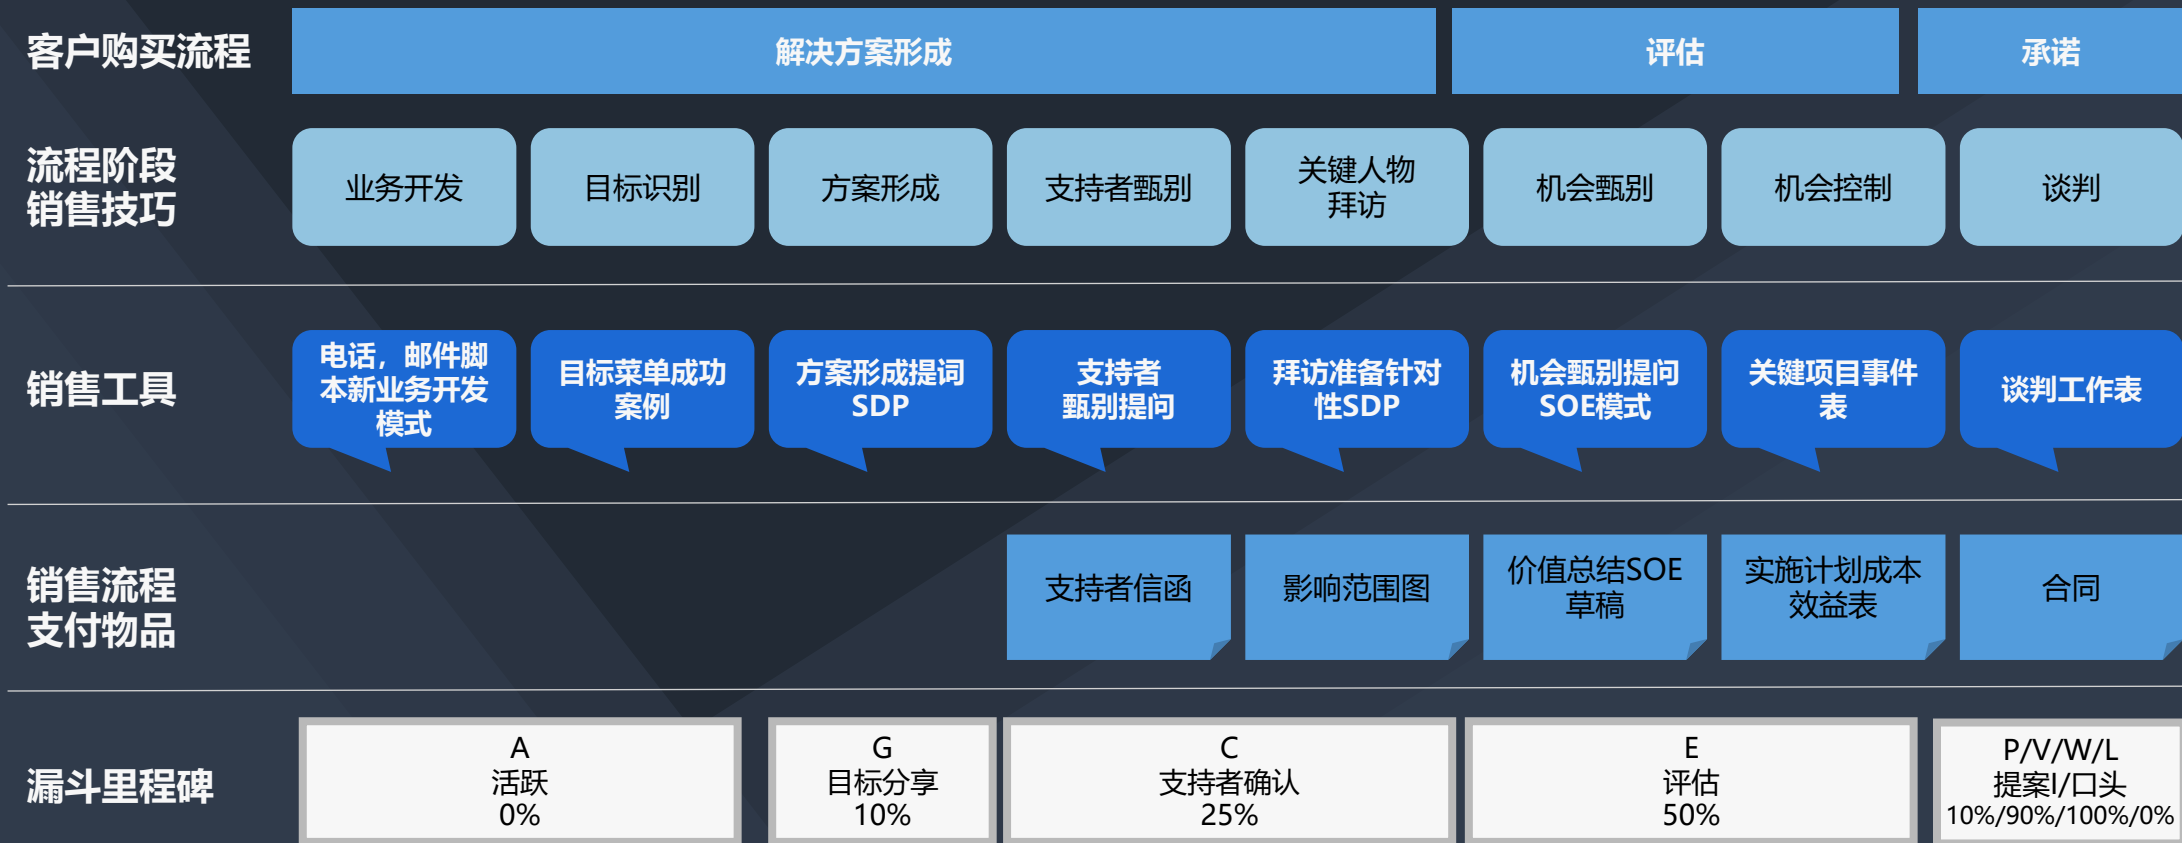 客户购买流程
解决方案形成
评估
承诺
流程阶段
销售技巧
业务开发
目标识别
方案形成
支持者甄别
关键人物
拜访
机会甄别
机会控制
谈判
销售工具
电话，邮件脚
本新业务开发
模式
目标菜单成功
案例
方案形成提词
SDP
支持者
甄别提问
拜访准备针对
性SDP
机会甄别提问
SOE模式
关键项目事件
表
谈判工作表
销售流程
支付物品
支持者信函
影响范围图
价值总结SOE
草稿
实施计划成本
效益表
合同
漏斗里程碑
A
活跃
0%
G
目标分享
10%
C
支持者确认
25%
E
评估
50%
P/V/W/L
提案I/口头
10%/90%/100%/0%